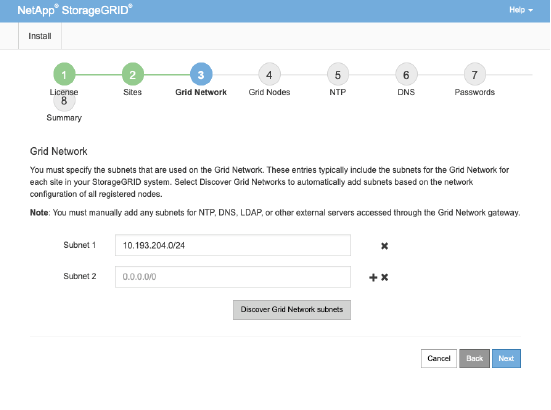 NetApp® StorageGRID®
Help
Install
1 2 3 4 5 6 7
License Sites Grid Network Grid Nodes NTP DNS Passwords
8
Summary
Grid Network
You must specify the subnets that are used on the Grid Network. These entries typically include the subnets for the Grid Network for
each site in your StorageGRID system. Select Discover Grid Networks to automatically add subnets based on the network
configuration of all registered nodes.
Note: You must manually add any subnets for NTP, DNS, LDAP, or other external servers accessed through the Grid Network gateway.
Subnet 1 10.193.204.0/24
Subnet 2 0.0.0.0/0
Discover Grid Network subnets
Cancel Back Next